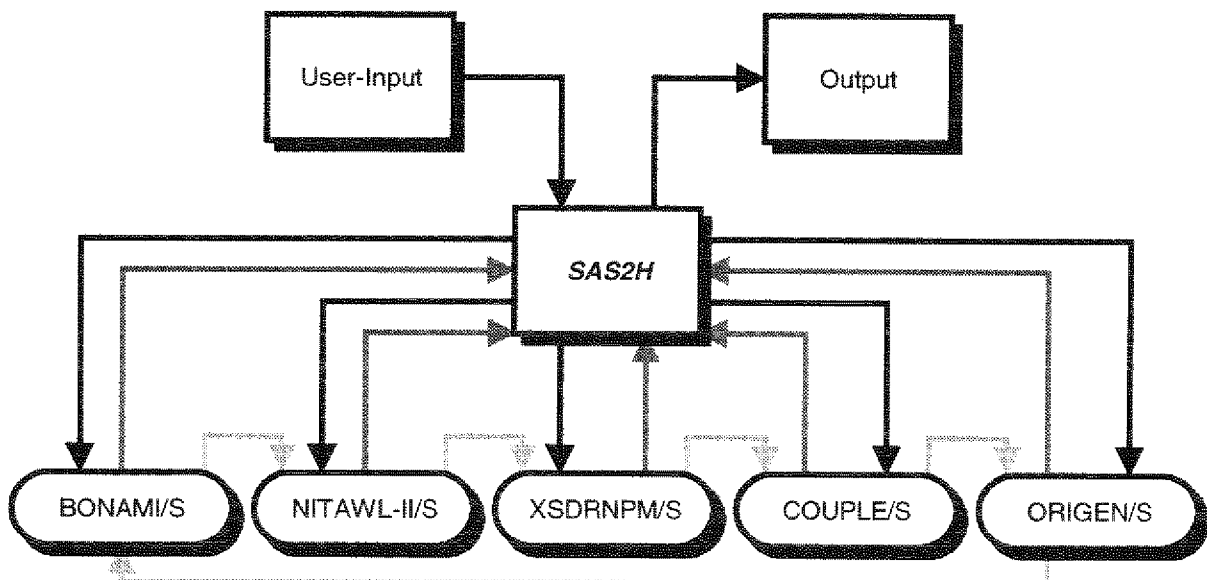 User-Input
Output
SAS2H
BONAMI/S
NITAWL-II/S
XSDRNPM/S
COUPLE/S
ORIGEN/S